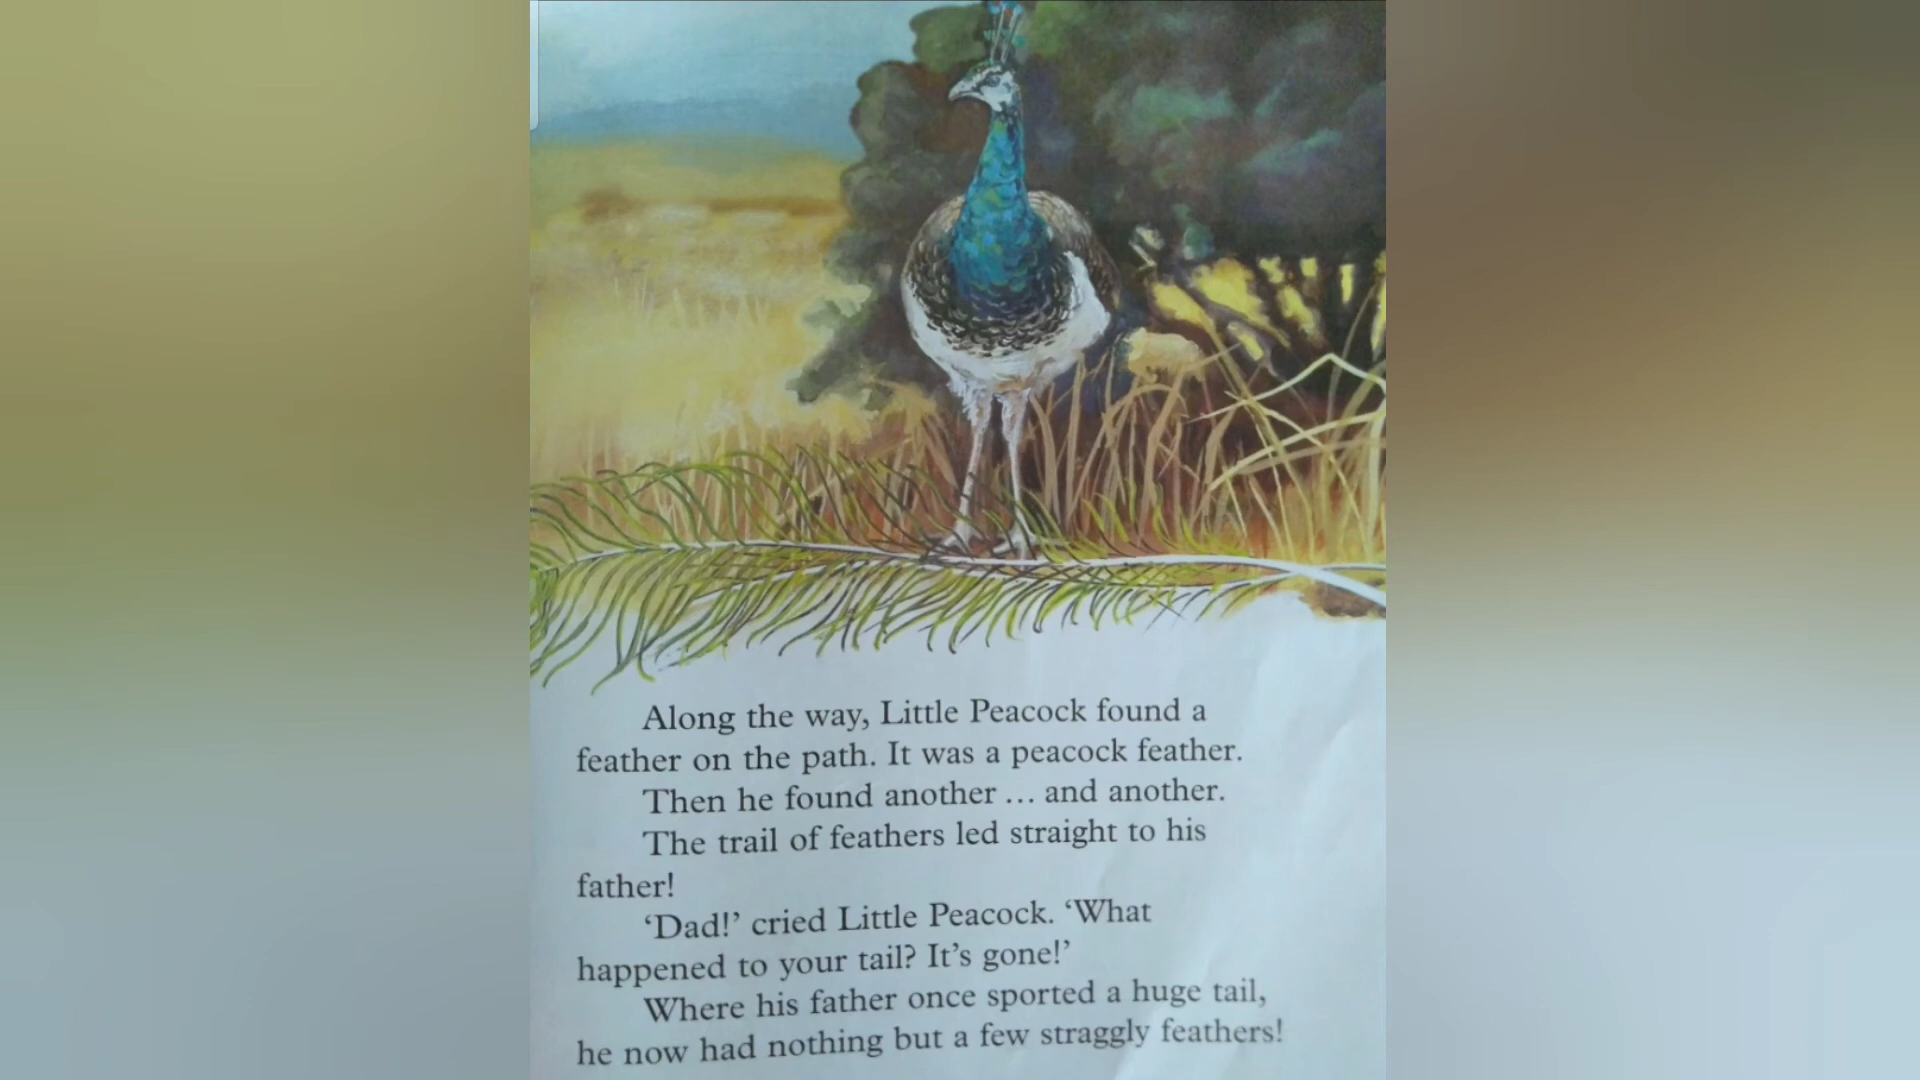 Along the way, Little Peacock found a
feather on the path. It was a peacock feather.
Then he found another ... and another.
The trail of feathers led straight to his
father!
‘Dad!’ cried Little Peacock. ‘What
happened to your tail? It’s gone!’
Where his father once sported a huge tail,
he now had nothing but a few straggly feathers!